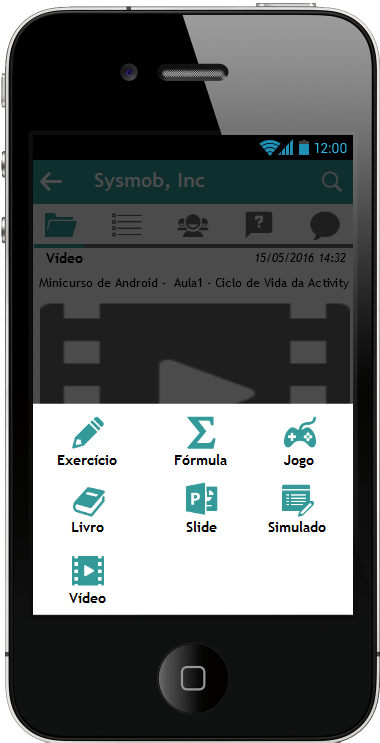 12:00
Sysmob, Inc
Vídeo 15/05/2016 14:32
Minicurso de Android - Aula1 - Ciclo de Vida da Activity
Exercício Fórmula Jogo
Livro Slide Simulado
Vídeo